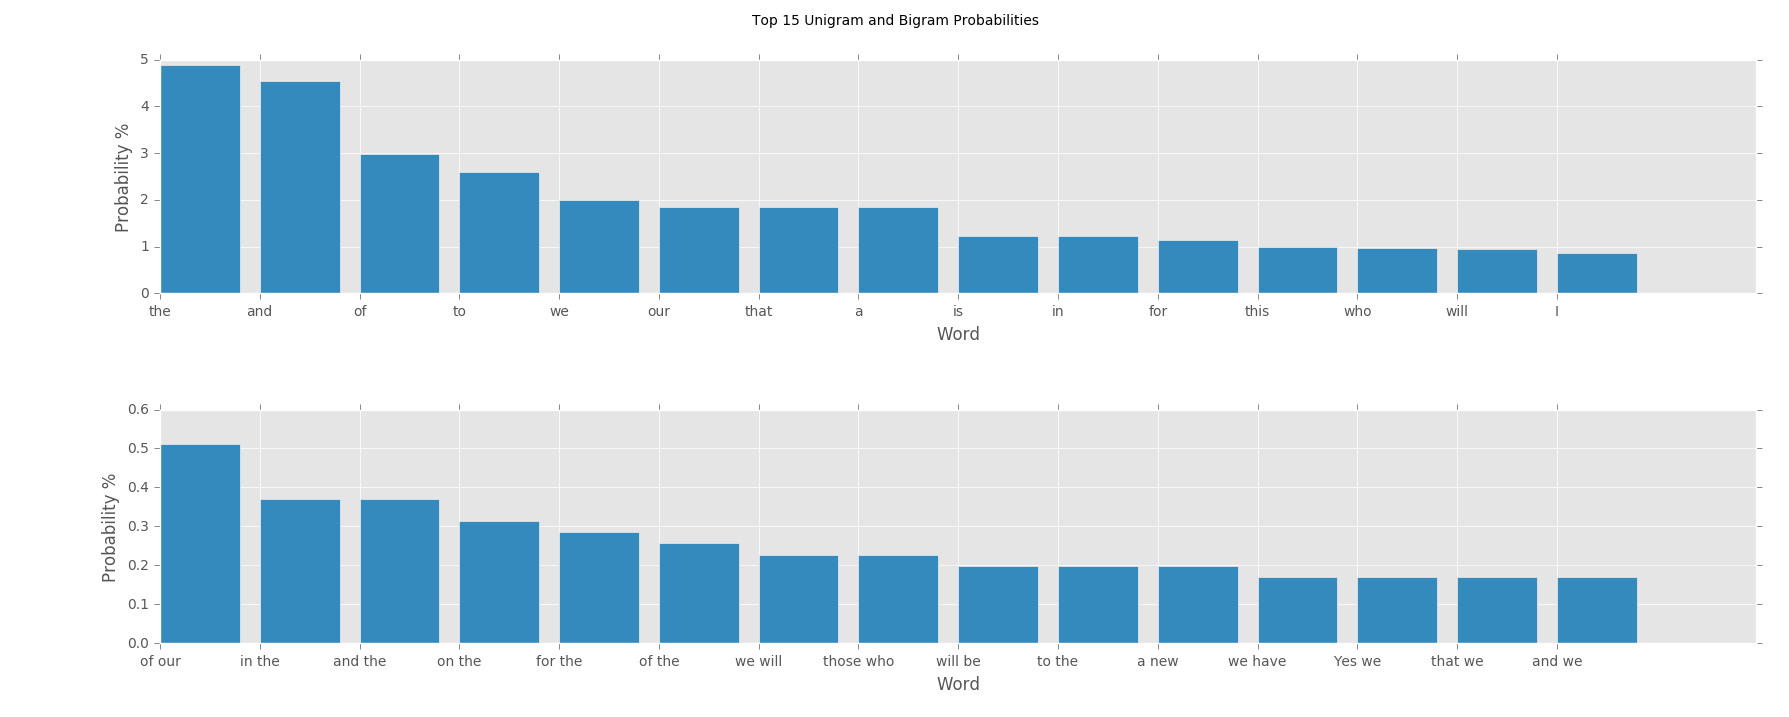 Top 15 Unigram and Bigram Probabilities
5
4
3
2
1
0
Probability %
the and of to we our that a is in for this who will I
Word
0.6
0.5
0.4
0.3
0.2
0.1
0.0
Probability %
of our in the and the on the for the of the we will those who will be to the a new we have Yes we that we and we
Word